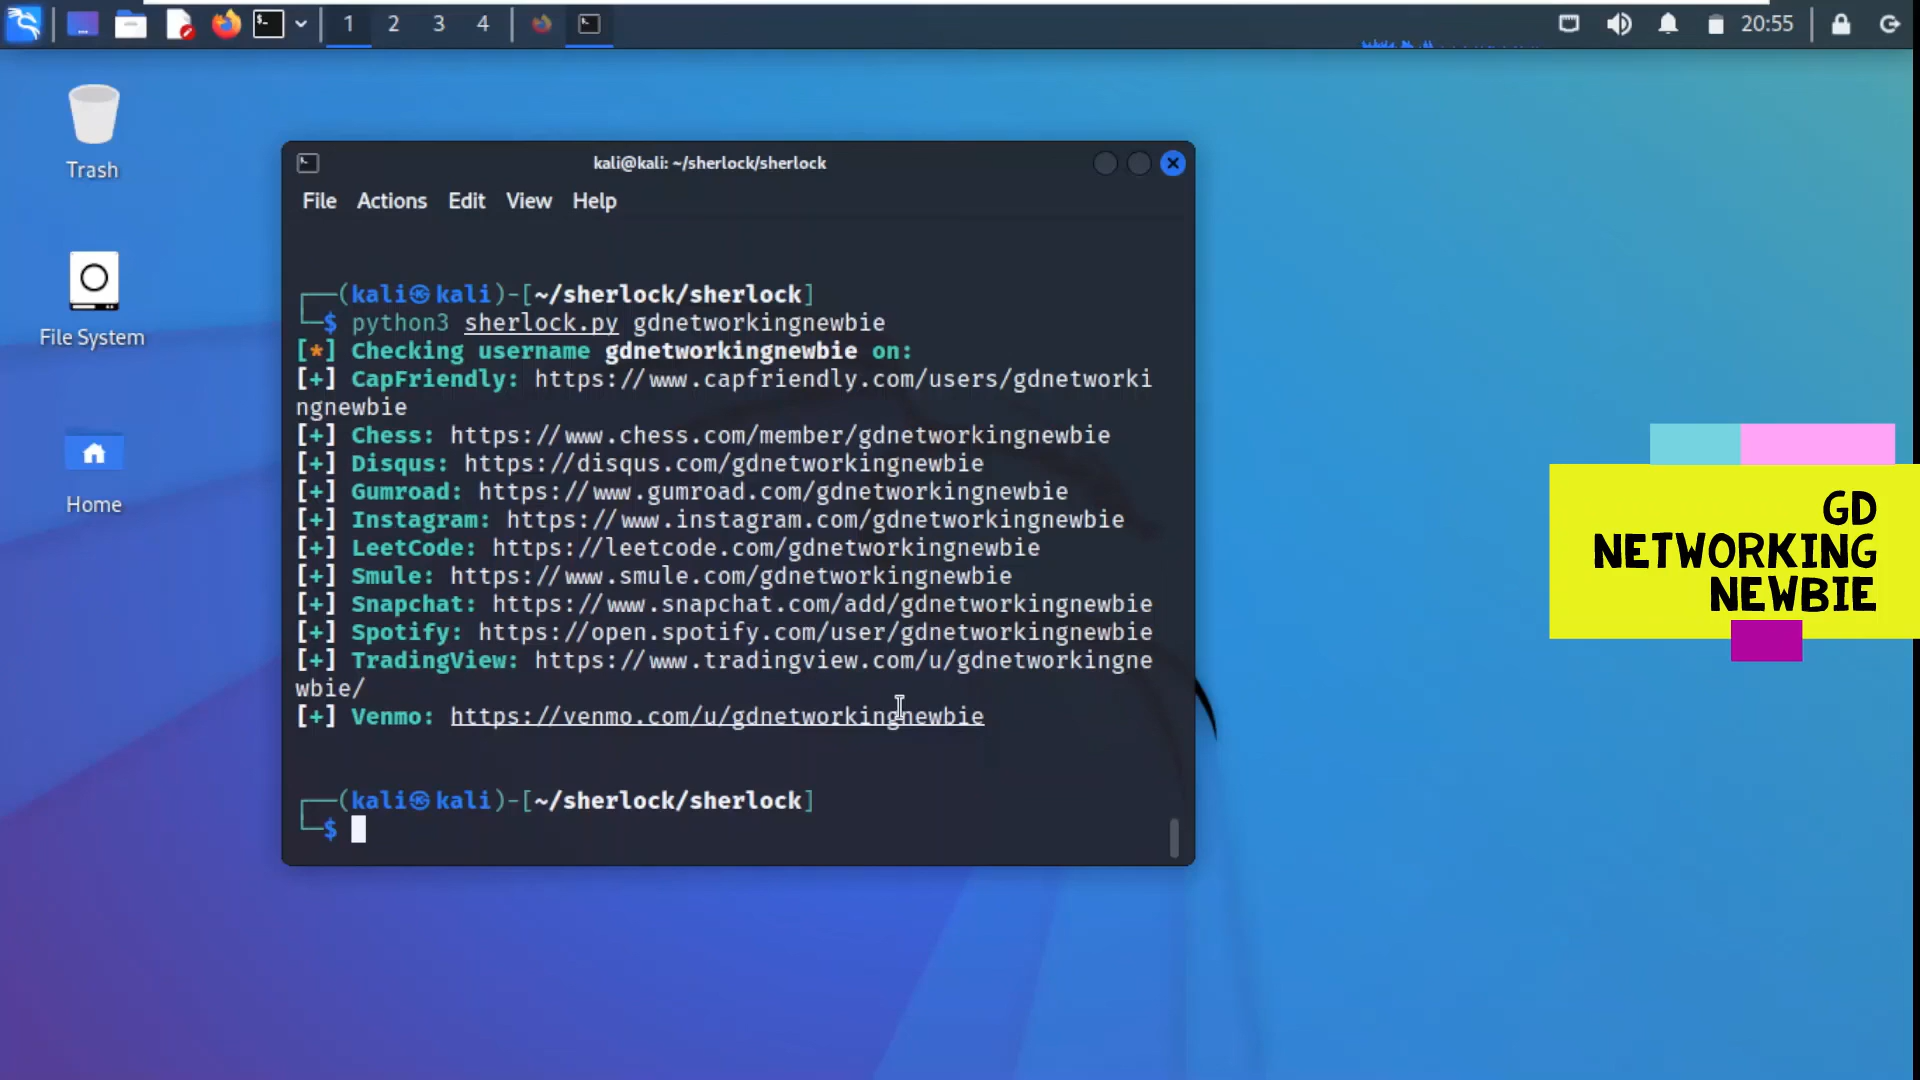 1 2 3 4 20:55
Trash
File System
Home
kali@kali: ~/sherlock/sherlock
File Actions Edit View Help
┌──(kali㉿kali)-[~/sherlock/sherlock]
└─$ python3 sherlock.py gdnetworkingnewbie
[*] Checking username gdnetworkingnewbie on:
[+] CapFriendly: https://www.capfriendly.com/users/gdnetworki
ngnewbie
[+] Chess: https://www.chess.com/member/gdnetworkingnewbie
[+] Disqus: https://disqus.com/gdnetworkingnewbie
[+] Gumroad: https://www.gumroad.com/gdnetworkingnewbie
[+] Instagram: https://www.instagram.com/gdnetworkingnewbie
[+] LeetCode: https://leetcode.com/gdnetworkingnewbie
[+] Smule: https://www.smule.com/gdnetworkingnewbie
[+] Snapchat: https://www.snapchat.com/add/gdnetworkingnewbie
[+] Spotify: https://open.spotify.com/user/gdnetworkingnewbie
[+] TradingView: https://www.tradingview.com/u/gdnetworkingne
wbie/
[+] Venmo: https://venmo.com/u/gdnetworkingnewbie
┌──(kali㉿kali)-[~/sherlock/sherlock]
└─$
GD
NETWORKING
NEWBIE